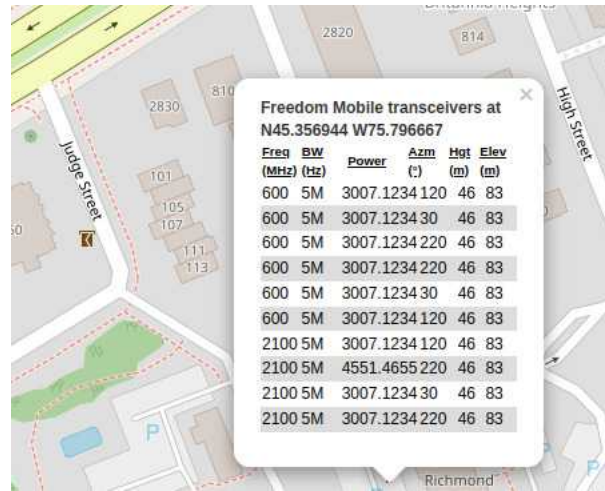 2820
814
2830
810
Judge Street
High Street
101
105
107
111
113
P
P
Richmond
×
Freedom Mobile transceivers at
N45.356944 W75.796667
Freq (MHz) BW (Hz) Power Azm (°) Hgt (m) Elev (m)
600 5M 3007.1234 120 46 83
600 5M 3007.1234 30 46 83
600 5M 3007.1234 220 46 83
600 5M 3007.1234 220 46 83
600 5M 3007.1234 30 46 83
600 5M 3007.1234 120 46 83
2100 5M 3007.1234 120 46 83
2100 5M 4551.4655 220 46 83
2100 5M 3007.1234 30 46 83
2100 5M 3007.1234 220 46 83